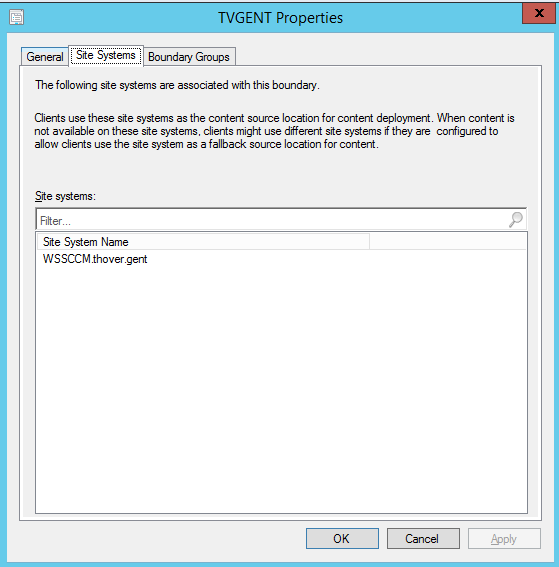 TVGENT Properties
x
General Site Systems Boundary Groups
The following site systems are associated with this boundary.
Clients use these site systems as the content source location for content deployment. When content is
not available on these site systems, clients might use different site systems if they are configured to
allow clients use the site system as a fallback source location for content.
Site systems:
Filter...
Site System Name
WSSCCM.thover.gent
OK Cancel Apply